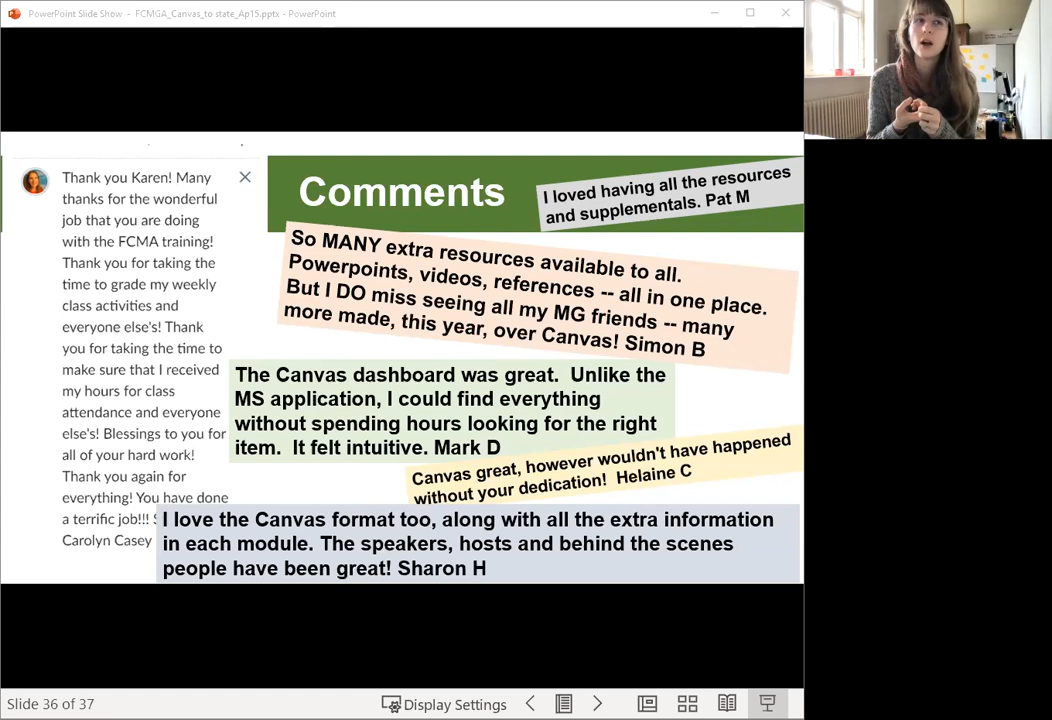 PowerPoint Slide Show - FCMGA_Canvas_to state_Ap15.pptx - PowerPoint
Thank you Karen! Many
thanks for the wonderful
job that you are doing
with the FCMA training!
Thank you for taking the
time to grade my weekly
class activities and
everyone else's! Thank
you for taking the time to
make sure that I received
my hours for class
attendance and everyone
else's! Blessings to you for
all of your hard work!
Thank you again for
everything! You have done
a terrific job!!!
Carolyn Casey
Comments
I loved having all the resources
and supplementals. Pat M
So MANY extra resources available to all.
Powerpoints, videos, references -- all in one place.
But I DO miss seeing all my MG friends -- many
more made, this year, over Canvas! Simon B
The Canvas dashboard was great. Unlike the
MS application, I could find everything
without spending hours looking for the right
item. It felt intuitive. Mark D
Canvas great, however wouldn't have happened
without your dedication! Helaine C
I love the Canvas format too, along with all the extra information
in each module. The speakers, hosts and behind the scenes
people have been great! Sharon H
Slide 36 of 37
Display Settings